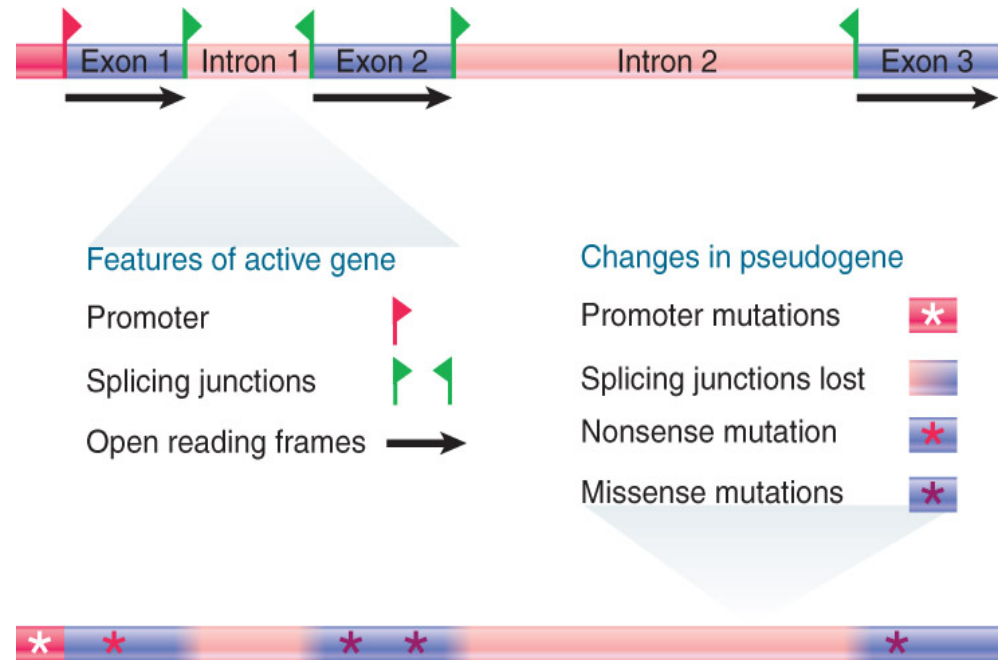 Exon 1 Intron 1 Exon 2 Intron 2 Exon 3
Features of active gene
Promoter
Splicing junctions
Open reading frames
Changes in pseudogene
Promoter mutations
Splicing junctions lost
Nonsense mutation
Missense mutations